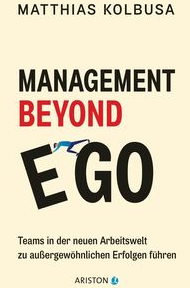 MATTHIAS KOLBUSA
MANAGEMENT
BEYOND
EGO
Teams in der neuen Arbeitswelt
zu außergewöhnlichen Erfolgen führen
ARISTON